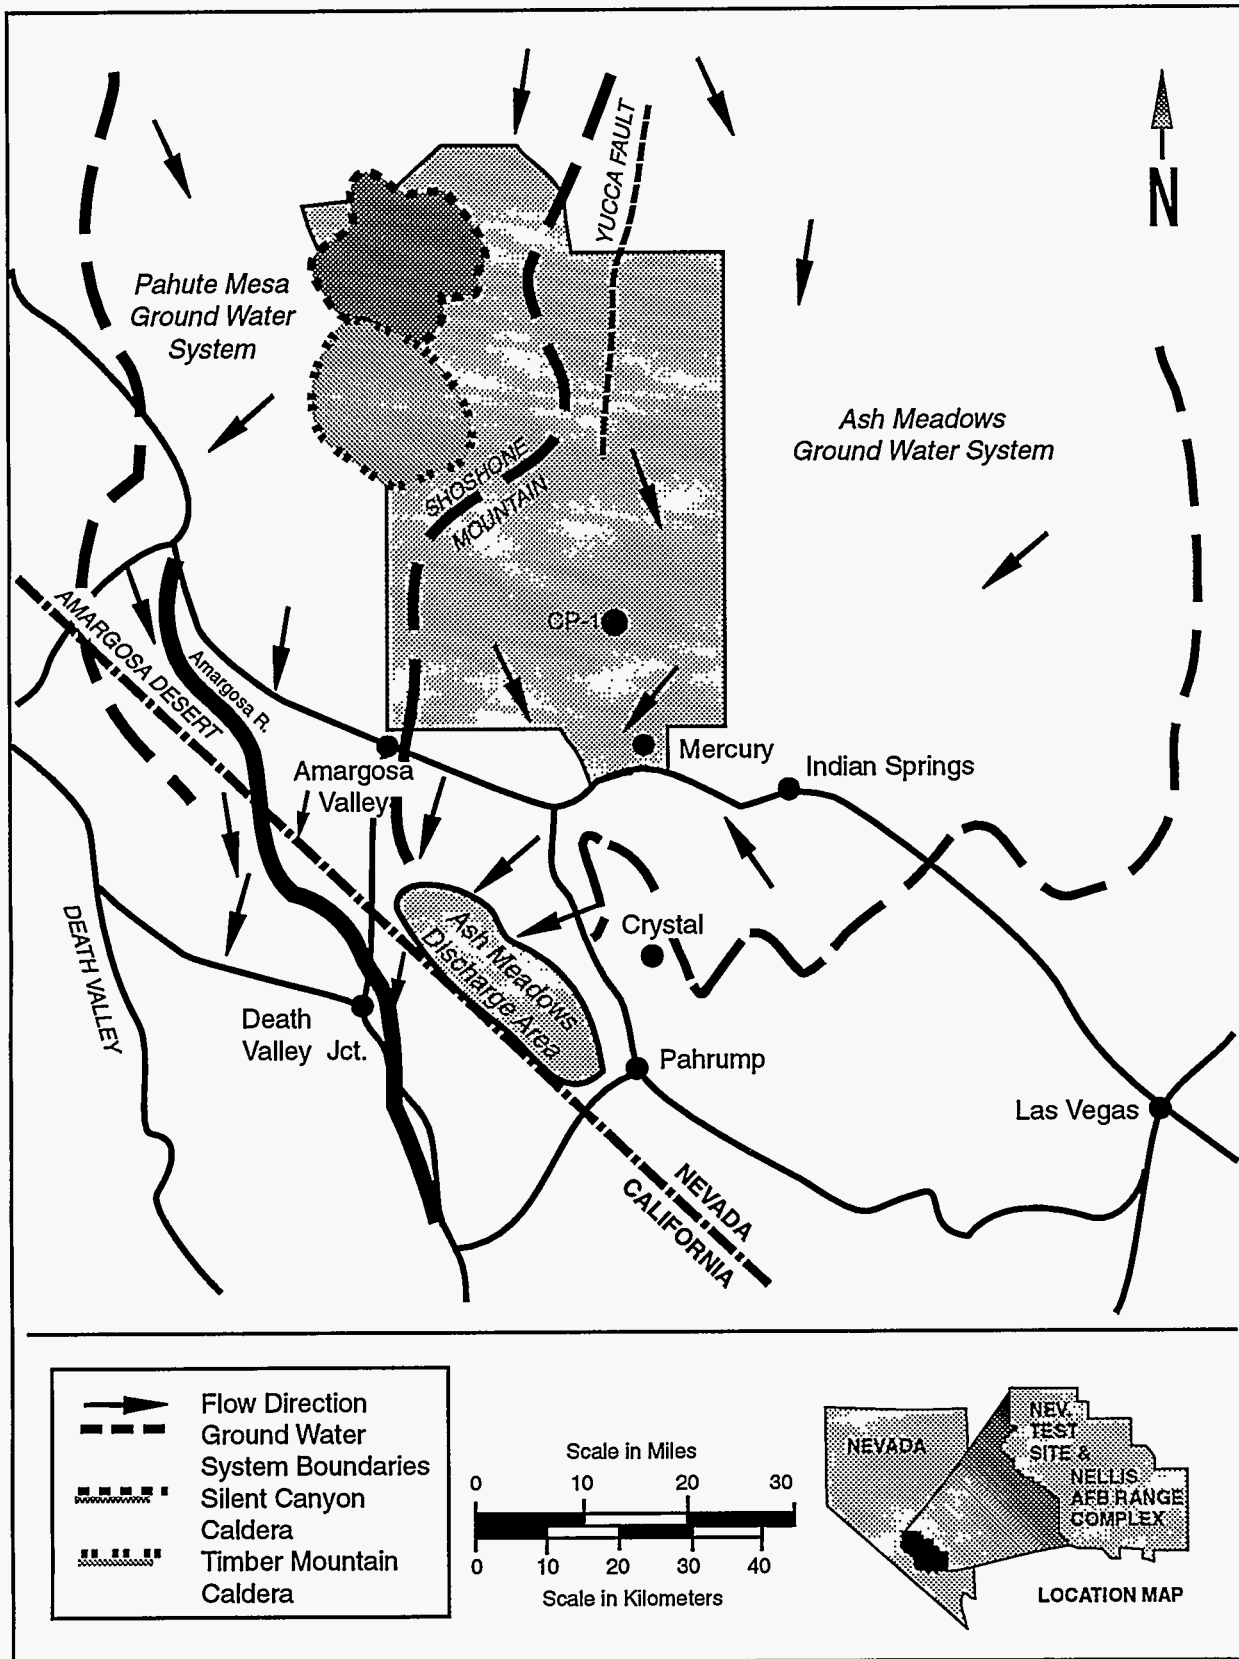 YUCCA FAULT
N
Pahute Mesa
Ground Water
System
Ash Meadows
Ground Water System
SHOSHONE
MOUNTAIN
CP-1
AMARGOSA DESERT
Amargosa R.
Mercury
Indian Springs
Amargosa
Valley
Crystal
Ash Meadows
Discharge Area
DEATH VALLEY
Death
Valley Jct.
Pahrump
Las Vegas
NEVADA
CALIFORNIA
Flow Direction
Ground Water
System Boundaries
Silent Canyon
Caldera
Timber Mountain
Caldera
Scale in Miles
0 10 20 30
0 10 20 30 40
Scale in Kilometers
NEVADA
NEV.
TEST
SITE &
NELLIS
AFB RANGE
COMPLEX
LOCATION MAP